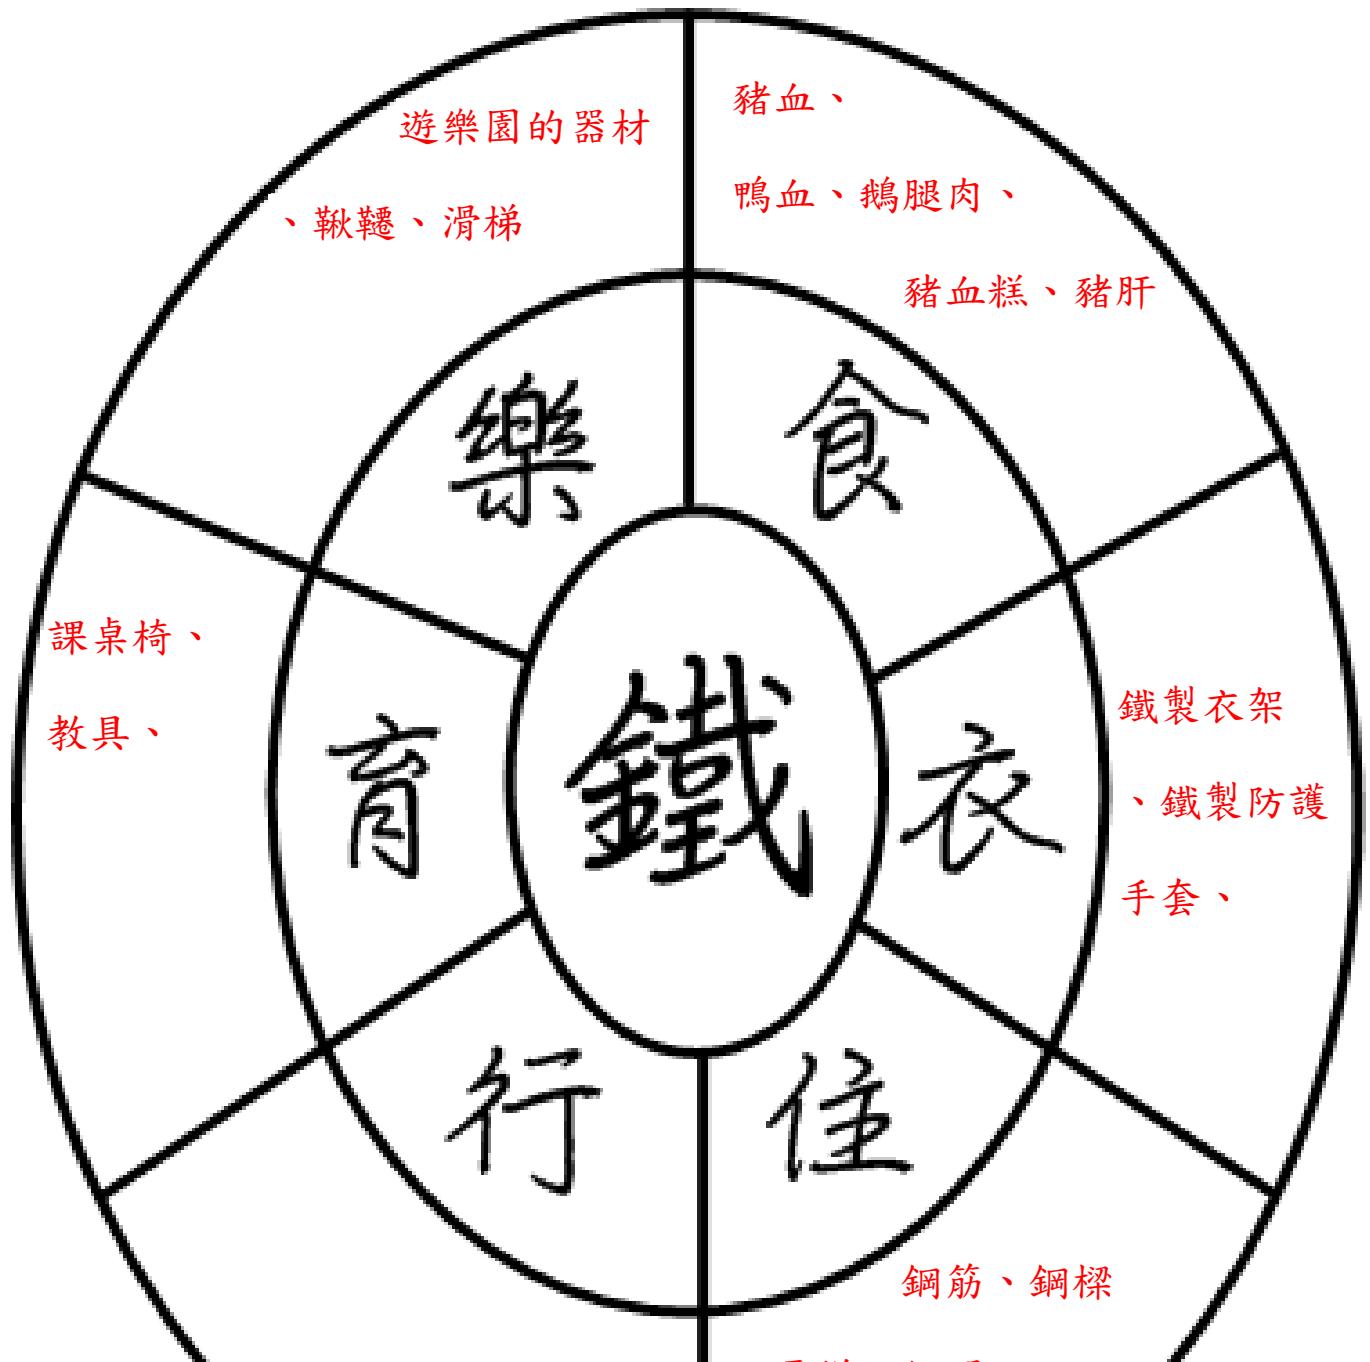 遊樂園的器材
、鞦韆、滑梯
豬血、
鴨血、鵝腿肉、
豬血糕、豬肝
樂
食
課桌椅、
教具、
育
鐵
衣
鐵製衣架
、鐵製防護
手套、
行
住
鋼筋、鋼樑